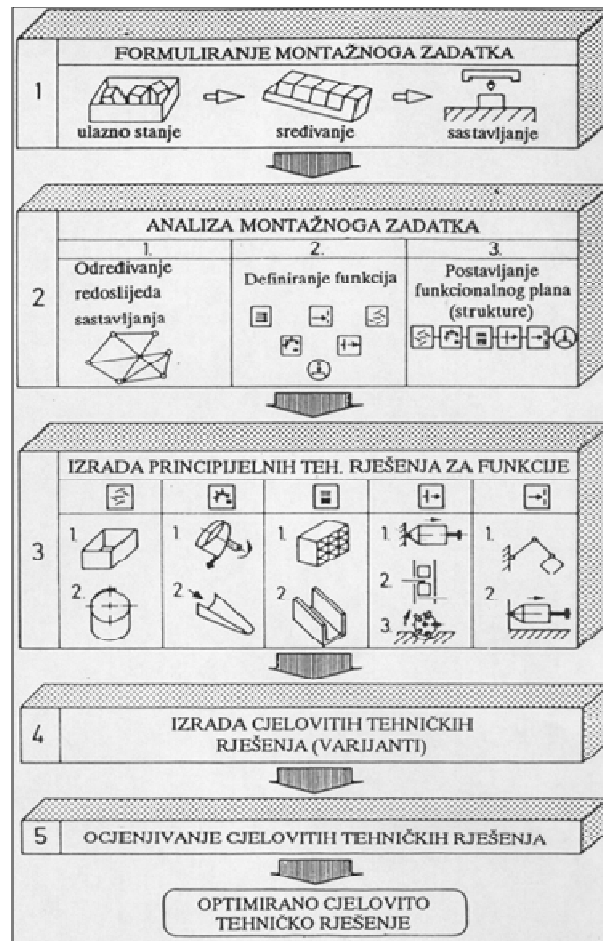 FORMULIRANJE MONTAŽNOGA ZADATKA
1
ulazno stanje
sređivanje
sastavljanje
ANALIZA MONTAŽNOGA ZADATKA
2
1.
Određivanje
redoslijeda
sastavljanja
2.
Definiranje funkcija
3.
Postavljanje
funkcionalnog plana
(strukture)
IZRADA PRINCIPIJELNIH TEH. RJEŠENJA ZA FUNKCIJE
3
1.
2.
1
2
1.
2
1.
2.
3.
1.
2
4
IZRADA CJELOVITIH TEHNIČKIH
RJEŠENJA (VARIJANTI)
5
OCJENJIVANJE CJELOVITIH TEHNIČKIH RJEŠENJA
OPTIMIRANO CJELOVITO
TEHNIČKO RJEŠENJE